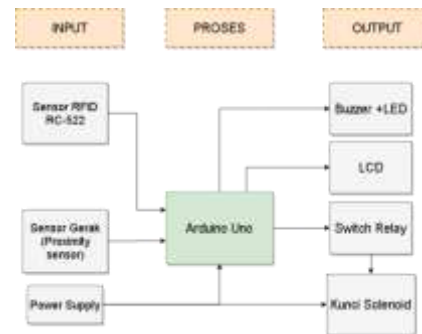 INPUT
PROSES
OUTPUT
Sensor RFID
RC-522
Buzzer +LED
LCD
Sensor Gerak
(Proximity
sensor)
Arduino Uno
Switch Relay
Power Supply
Kunci Solenoid